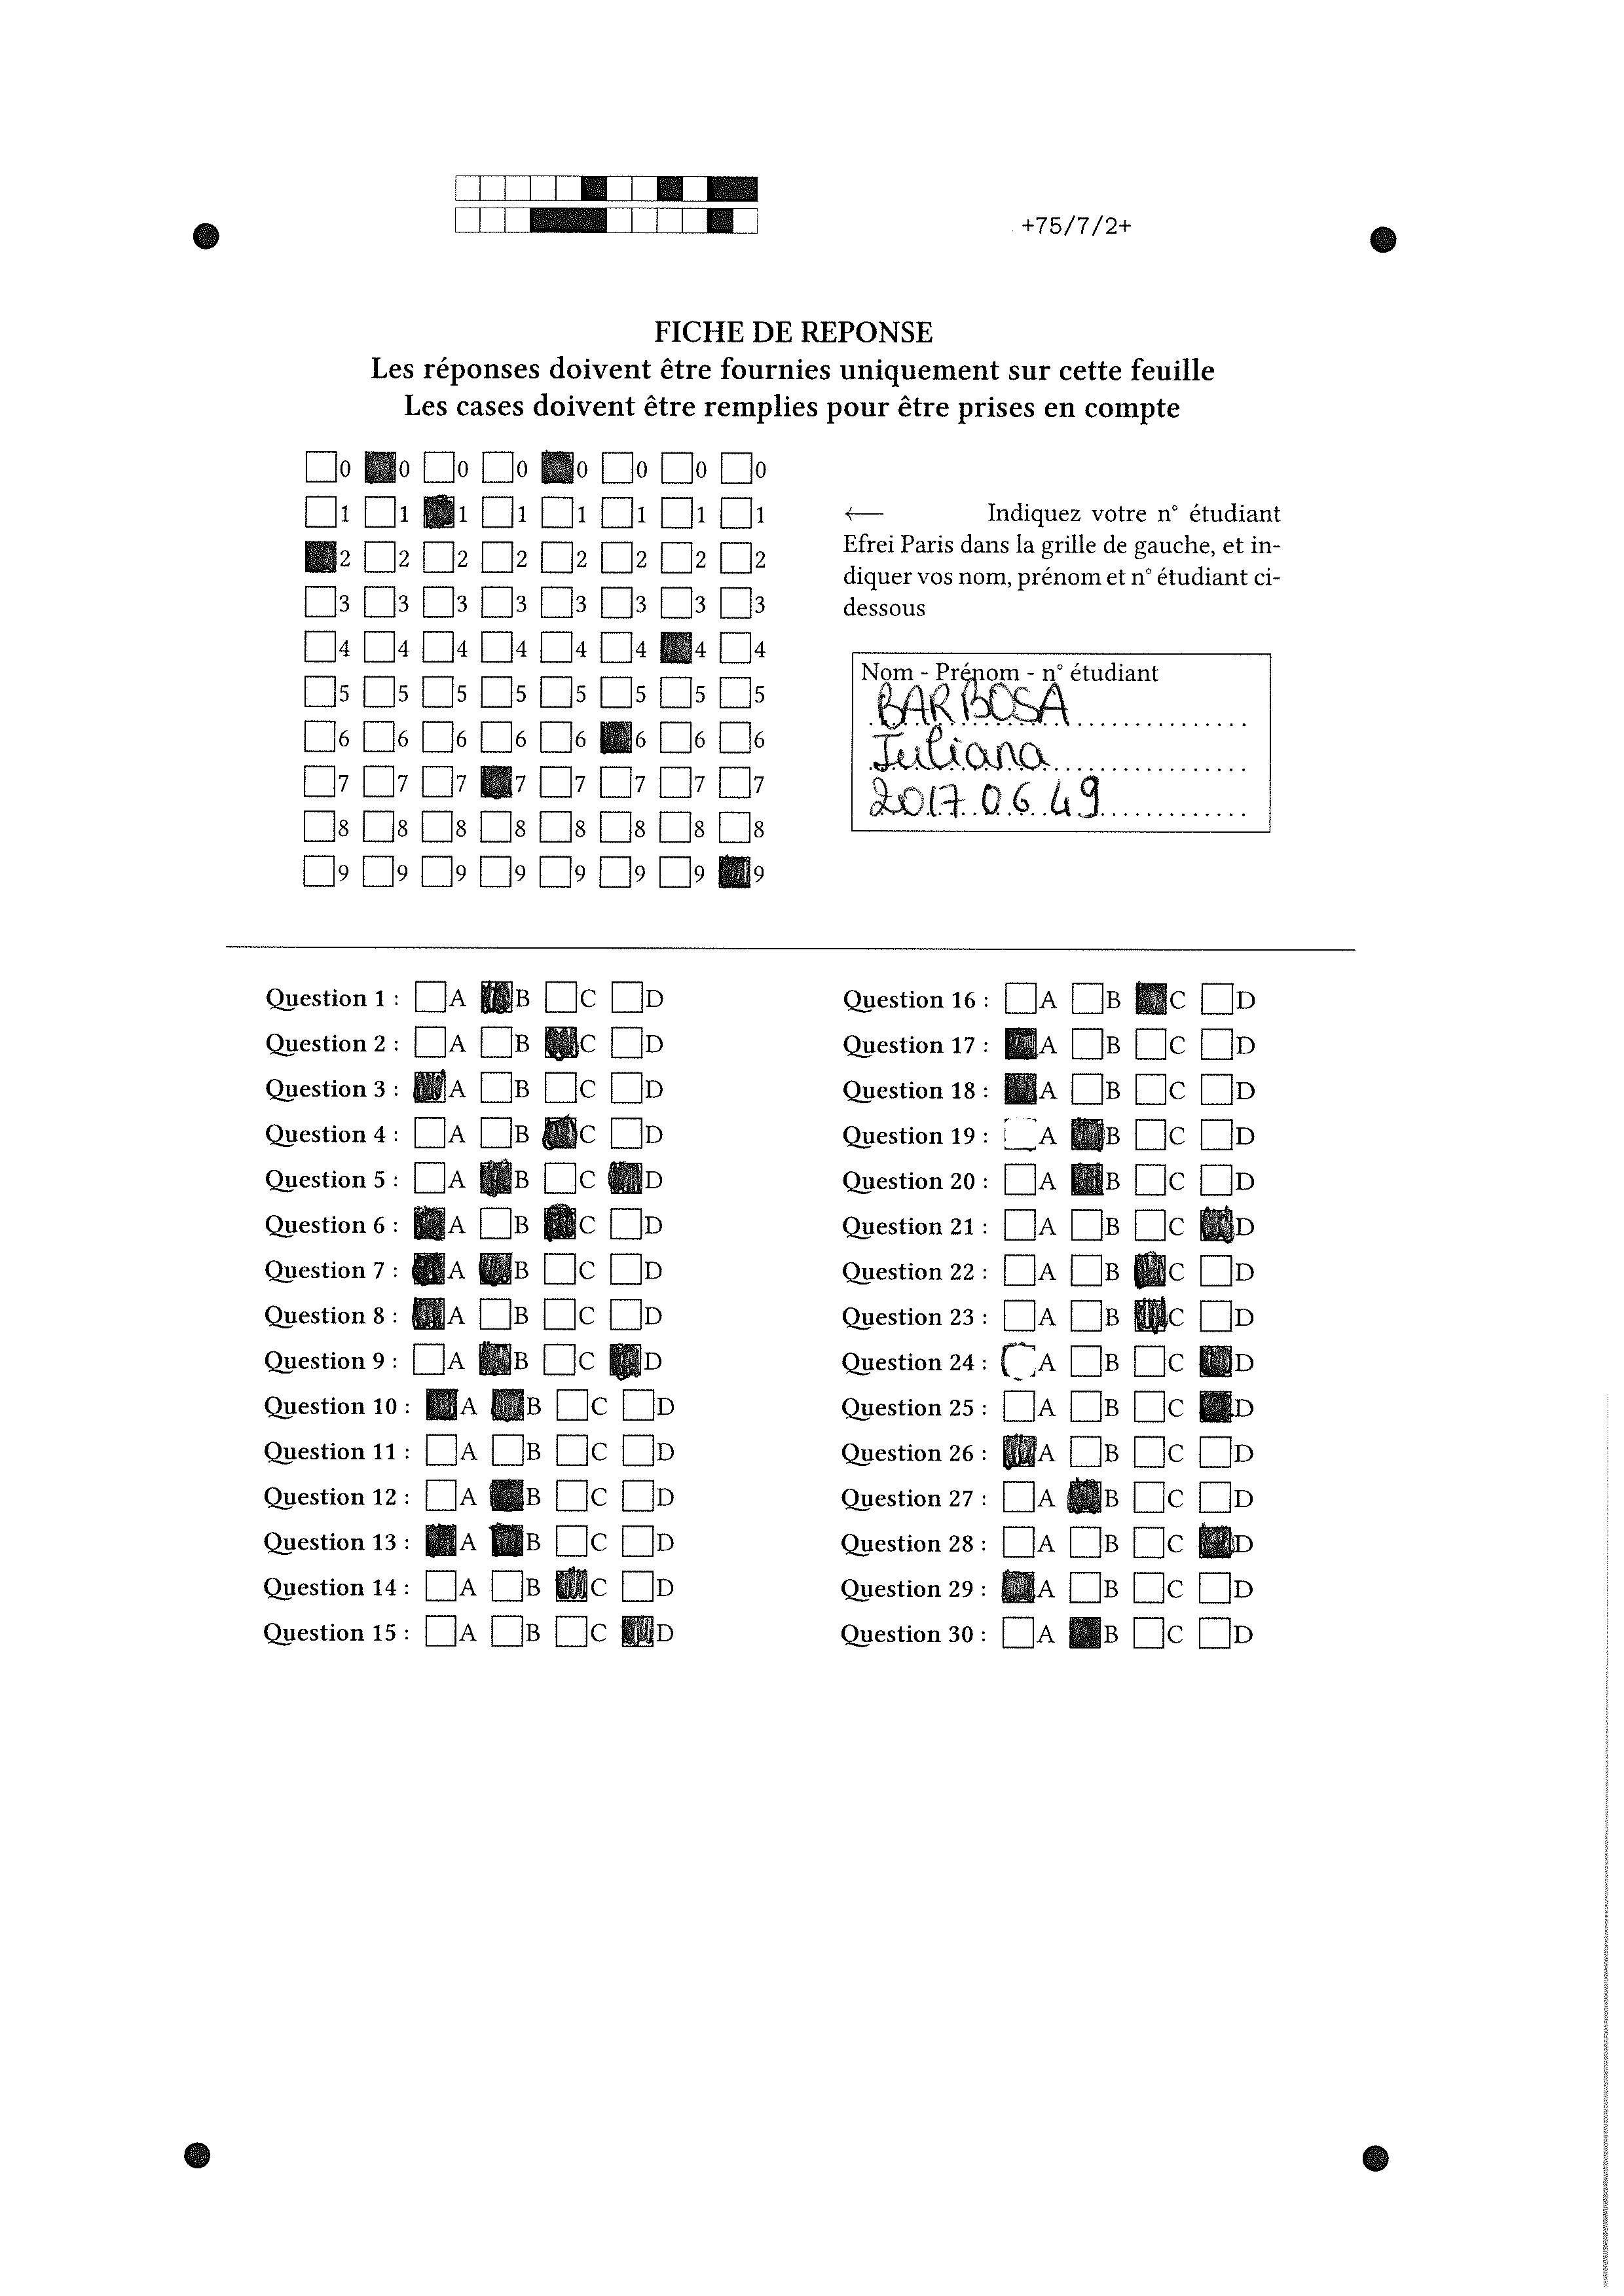 +75/7/2+
FICHE DE REPONSE
Les réponses doivent être fournies uniquement sur cette feuille
Les cases doivent être remplies pour être prises en compte
0 0 0 0 0 0 0 0
1 1 1 1 1 1 1 1
2 2 2 2 2 2 2 2
3 3 3 3 3 3 3 3
4 4 4 4 4 4 4 4
5 5 5 5 5 5 5 5
6 6 6 6 6 6 6 6
7 7 7 7 7 7 7 7
8 8 8 8 8 8 8 8
9 9 9 9 9 9 9 9
← Indiquez votre n° étudiant
Efrei Paris dans la grille de gauche, et in-
diquer vos nom, prénom et n° étudiant ci-
dessous
Nom - Prénom - n° étudiant
BARBOSA
Juliana
20170649
Question 1 : A B C D
Question 2 : A B C D
Question 3 : A B C D
Question 4 : A B C D
Question 5 : A B C D
Question 6 : A B C D
Question 7 : A B C D
Question 8 : A B C D
Question 9 : A B C D
Question 10 : A B C D
Question 11 : A B C D
Question 12 : A B C D
Question 13 : A B C D
Question 14 : A B C D
Question 15 : A B C D
Question 16 : A B C D
Question 17 : A B C D
Question 18 : A B C D
Question 19 : A B C D
Question 20 : A B C D
Question 21 : A B C D
Question 22 : A B C D
Question 23 : A B C D
Question 24 : A B C D
Question 25 : A B C D
Question 26 : A B C D
Question 27 : A B C D
Question 28 : A B C D
Question 29 : A B C D
Question 30 : A B C D